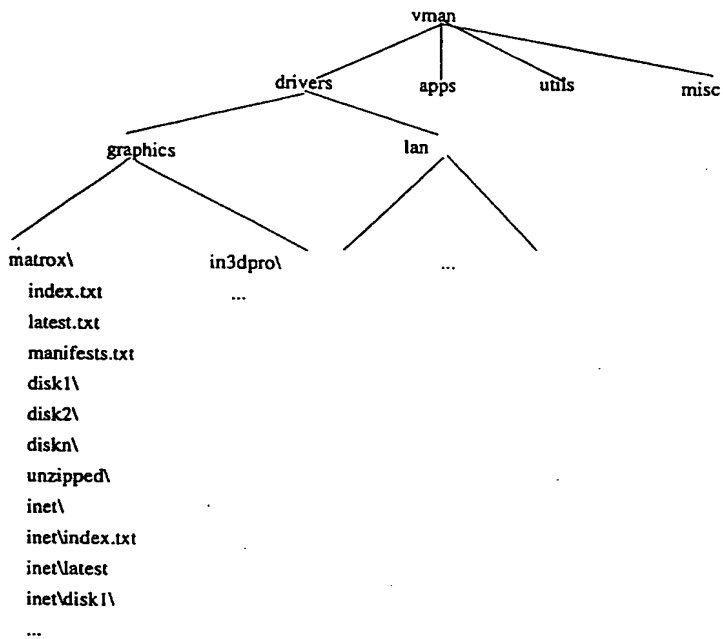 vman
drivers apps utils misc
graphics lan
matrox\ in3dpro\ ...
index.txt ...
latest.txt
manifests.txt
disk1\
disk2\
diskn\
unzipped\
inet\
inet\index.txt
inet\latest
inet\disk1\
...